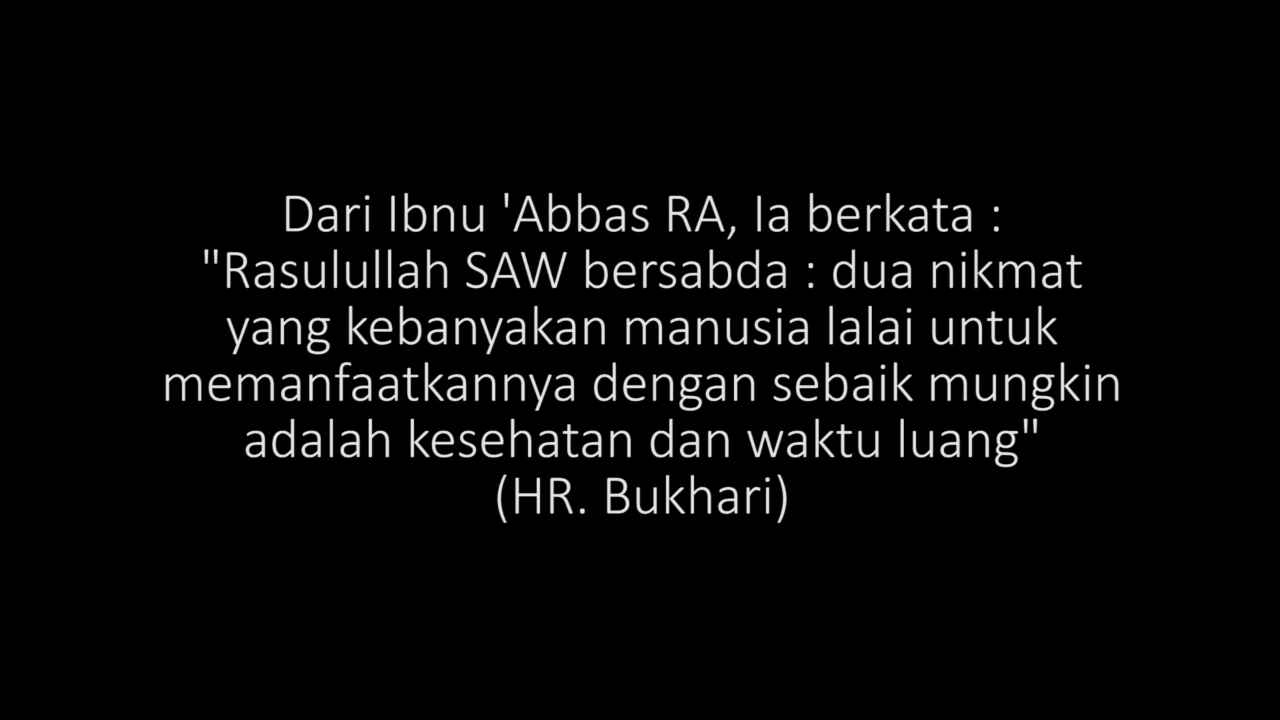 Dari Ibnu 'Abbas RA, Ia berkata :
"Rasulullah SAW bersabda : dua nikmat
yang kebanyakan manusia lalai untuk
memanfaatkannya dengan sebaik mungkin
adalah kesehatan dan waktu luang"
(HR. Bukhari)